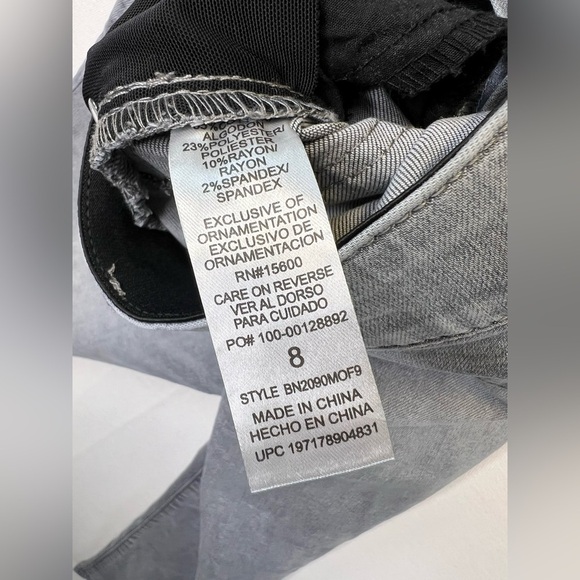 ALGODON
23%POLYESTER/
POLIESTER
10%RAYON/
RAYON
2%SPANDEX/
SPANDEX
EXCLUSIVE OF
ORNAMENTATION
EXCLUSIVO DE
ORNAMENTACION
RN#15600
CARE ON REVERSE
VER AL DORSO
PARA CUIDADO
PO# 100-00128892
8
STYLE BN2090MOF9
MADE IN CHINA
HECHO EN CHINA
UPC 197178904831